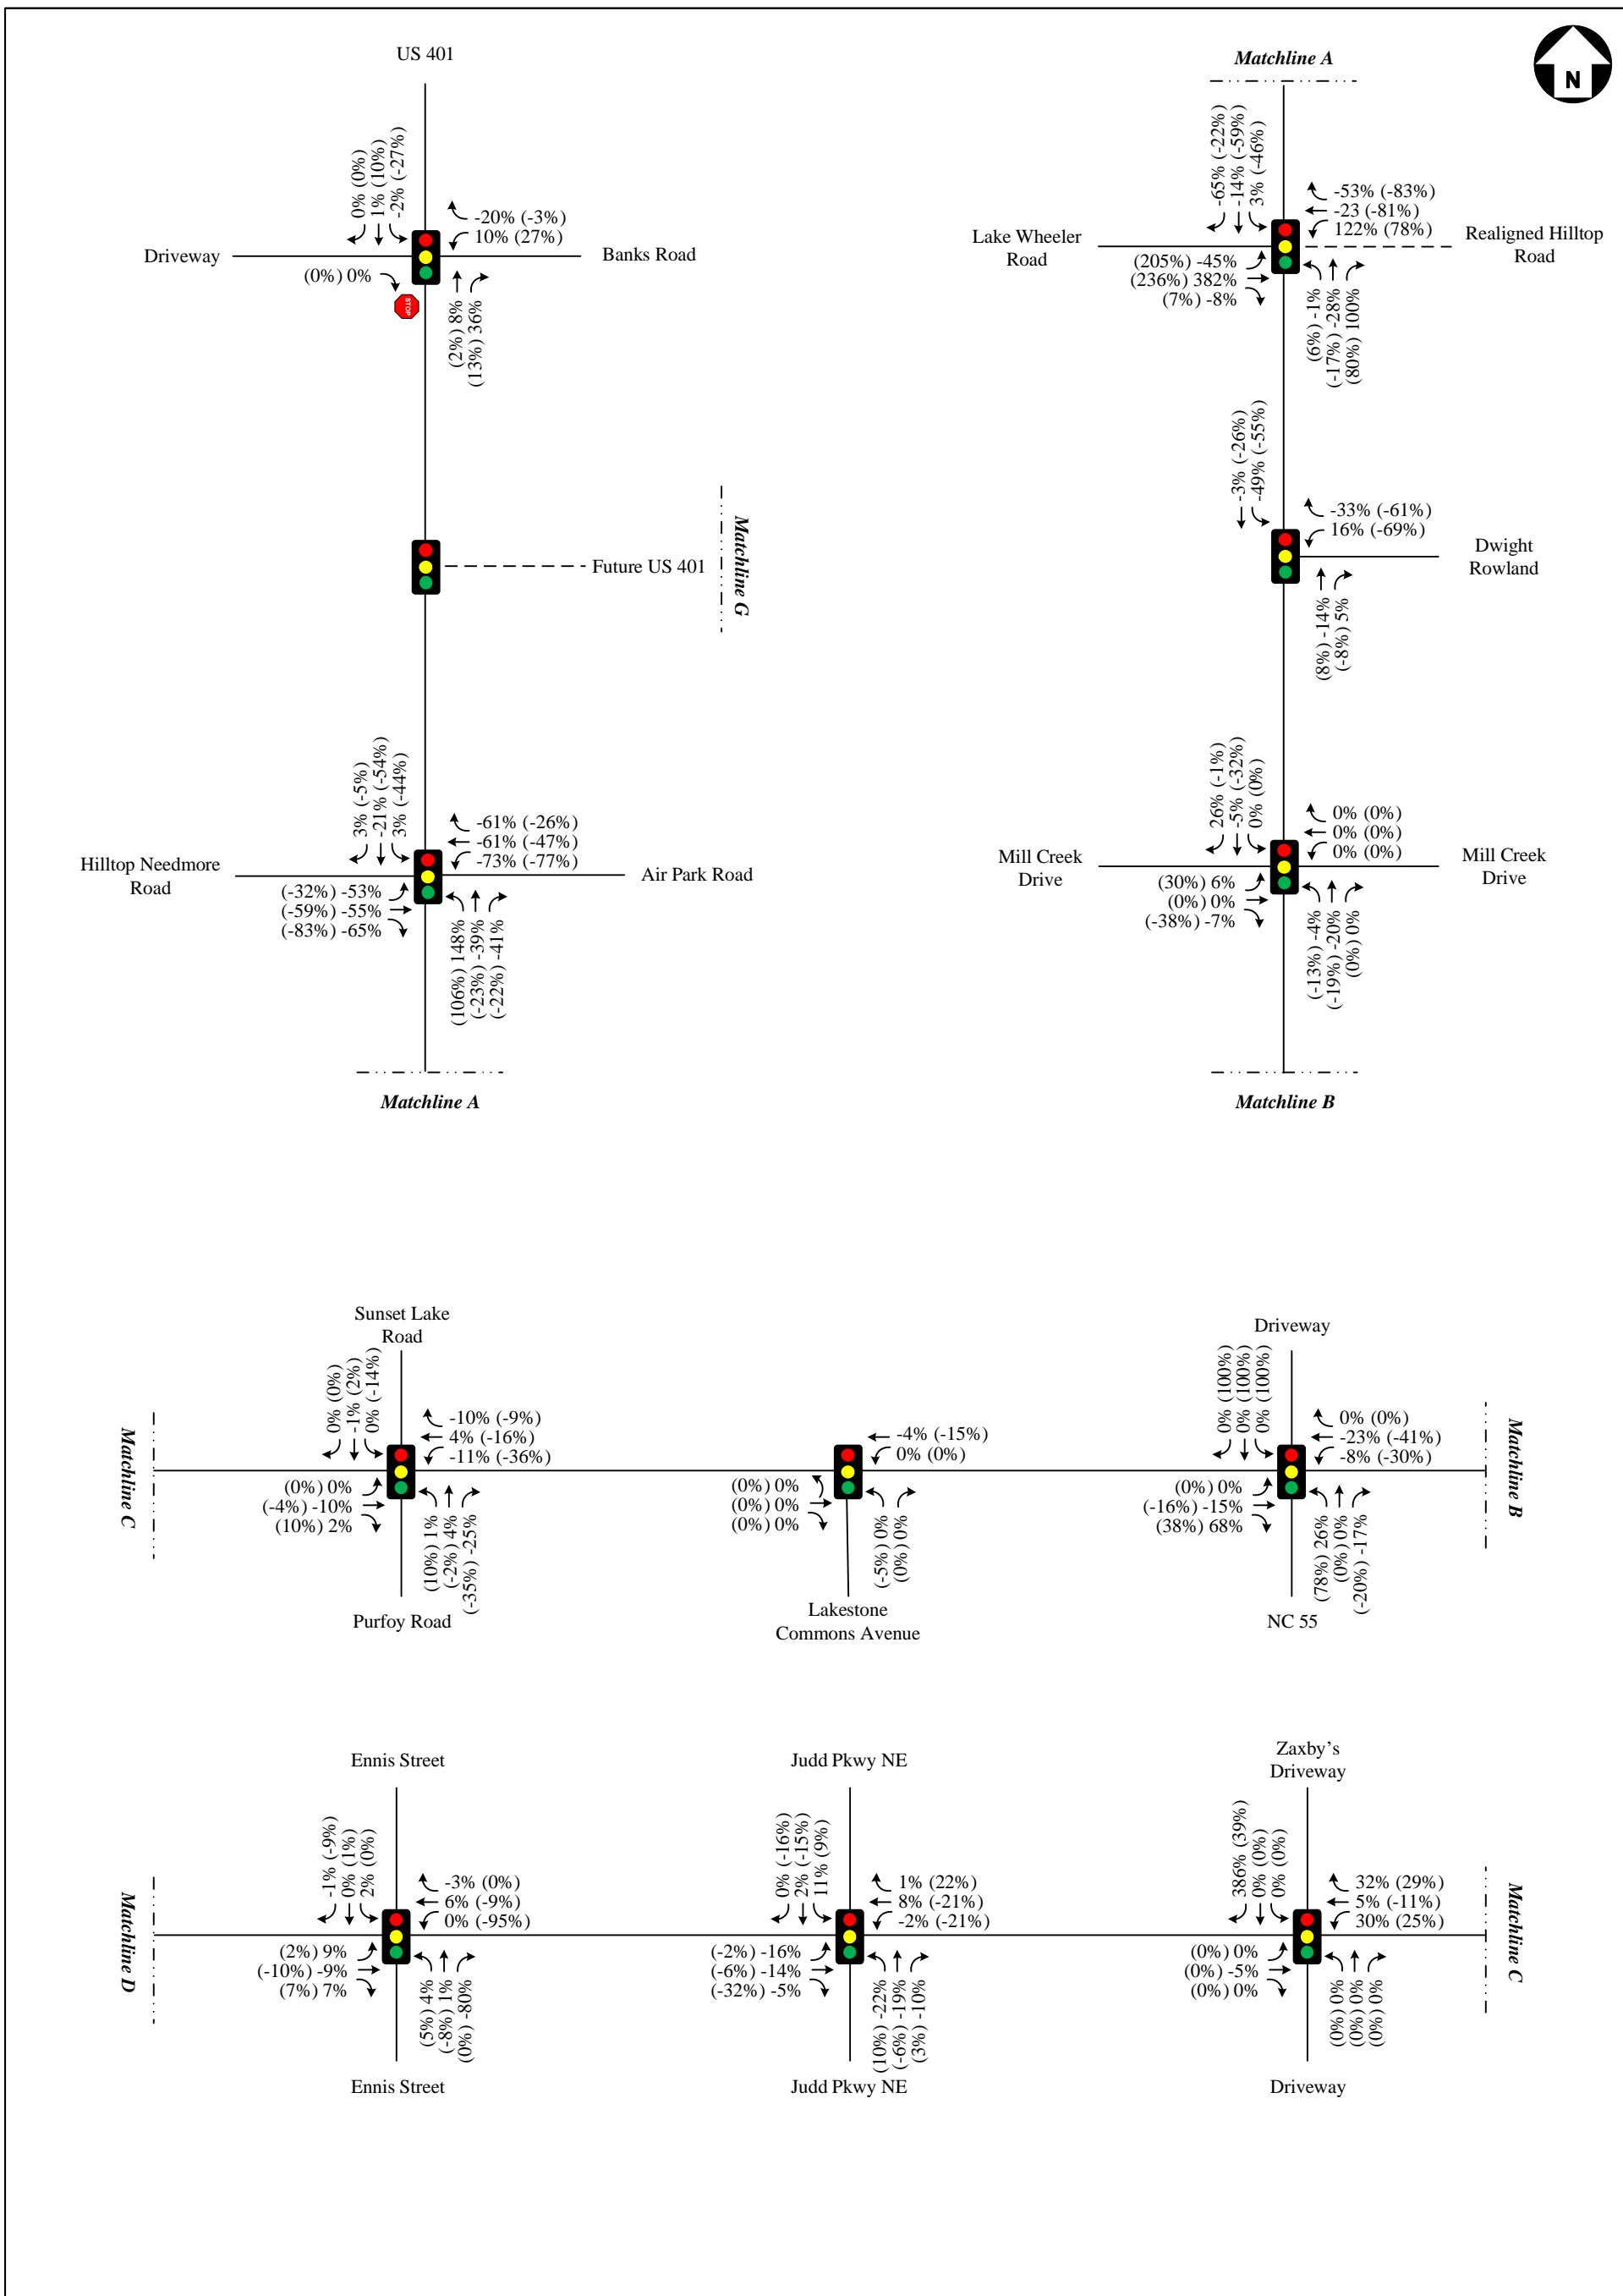 US 401
N
0% (0%)
1% (10%)
-2% (-27%)
-20% (-3%)
10% (27%)
Driveway
Banks Road
(0%) 0%
STOP
(2%) 8%
(13%) 36%
Future US 401
Matchline G
3% (-5%)
-21% (-54%)
3% (-44%)
-61% (-26%)
-61% (-47%)
-73% (-77%)
Hilltop Needmore
Road
Air Park Road
(-32%) -53%
(-59%) -55%
(-83%) -65%
(106%) 148%
(-23%) -39%
(-22%) -41%
Matchline A
Matchline A
-65% (-22%)
-14% (-59%)
3% (-46%)
-53% (-83%)
-23 (-81%)
122% (78%)
Lake Wheeler
Road
Realigned Hilltop
Road
(205%) -45%
(236%) 382%
(7%) -8%
(6%) -1%
(-17%) -28%
(80%) 100%
-3% (-26%)
-49% (-55%)
-33% (-61%)
16% (-69%)
Dwight
Rowland
(8%) -14%
(-8%) 5%
26% (-1%)
-5% (-32%)
0% (0%)
0% (0%)
0% (0%)
0% (0%)
Mill Creek
Drive
Mill Creek
Drive
(30%) 6%
(0%) 0%
(-38%) -7%
(-13%) -4%
(-19%) -20%
(0%) 0%
Matchline B
Sunset Lake
Road
0% (0%)
-1% (2%)
0% (-14%)
-10% (-9%)
4% (-16%)
-11% (-36%)
Matchline C
(0%) 0%
(-4%) -10%
(10%) 2%
(10%) 1%
(-2%) 4%
(-35%) -25%
Purfoy Road
-4% (-15%)
0% (0%)
(0%) 0%
(0%) 0%
(0%) 0%
(-5%) 0%
(0%) 0%
Lakestone
Commons Avenue
Driveway
0% (100%)
0% (100%)
0% (100%)
0% (0%)
-23% (-41%)
-8% (-30%)
Matchline B
(0%) 0%
(-16%) -15%
(38%) 68%
(78%) 26%
(0%) 0%
(-20%) -17%
NC 55
Ennis Street
-1% (-9%)
0% (1%)
2% (0%)
-3% (0%)
6% (-9%)
0% (-95%)
Matchline D
(2%) 9%
(-10%) -9%
(7%) 7%
(5%) 4%
(-8%) 1%
(0%) -80%
Ennis Street
Judd Pkwy NE
0% (-16%)
2% (-15%)
11% (9%)
1% (22%)
8% (-21%)
-2% (-21%)
(-2%) -16%
(-6%) -14%
(-32%) -5%
(10%) -22%
(-6%) -19%
(3%) -10%
Judd Pkwy NE
Zaxby's
Driveway
386% (39%)
0% (0%)
0% (0%)
32% (29%)
5% (-11%)
30% (25%)
Matchline C
(0%) 0%
(0%) -5%
(0%) 0%
(0%) 0%
(0%) 0%
(0%) 0%
Driveway